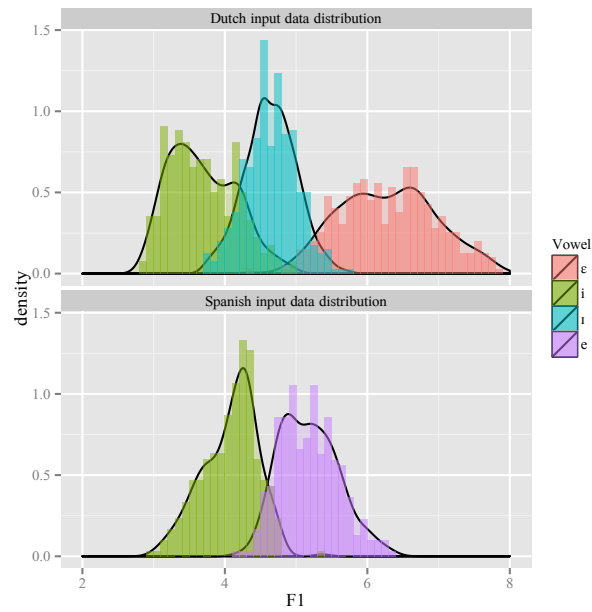 Dutch input data distribution
1.5
1.0
0.5
0.0
Spanish input data distribution
1.5
1.0
0.5
0.0
2 4 6 8
F1
density
Vowel
ε
i
ɪ
e